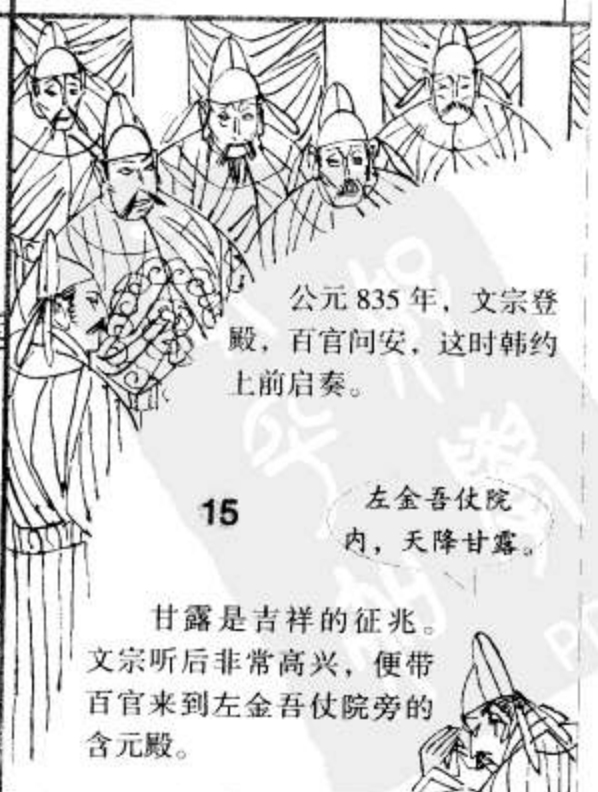 公元 835 年，文宗登
殿，百官问安，这时韩约
上前启奏。
15
左金吾仗院
内，天降甘露。
甘露是吉祥的征兆。
文宗听后非常高兴，便带
百官来到左金吾仗院旁的
含元殿。